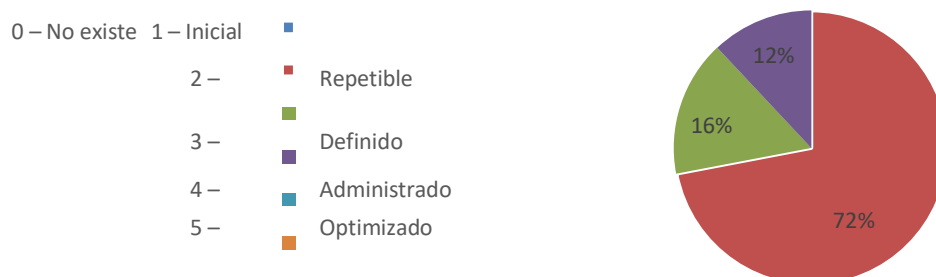 0 – No existe 1 – Inicial
2 – Repetible
3 – Definido
4 – Administrado
5 – Optimizado
12%
16%
72%